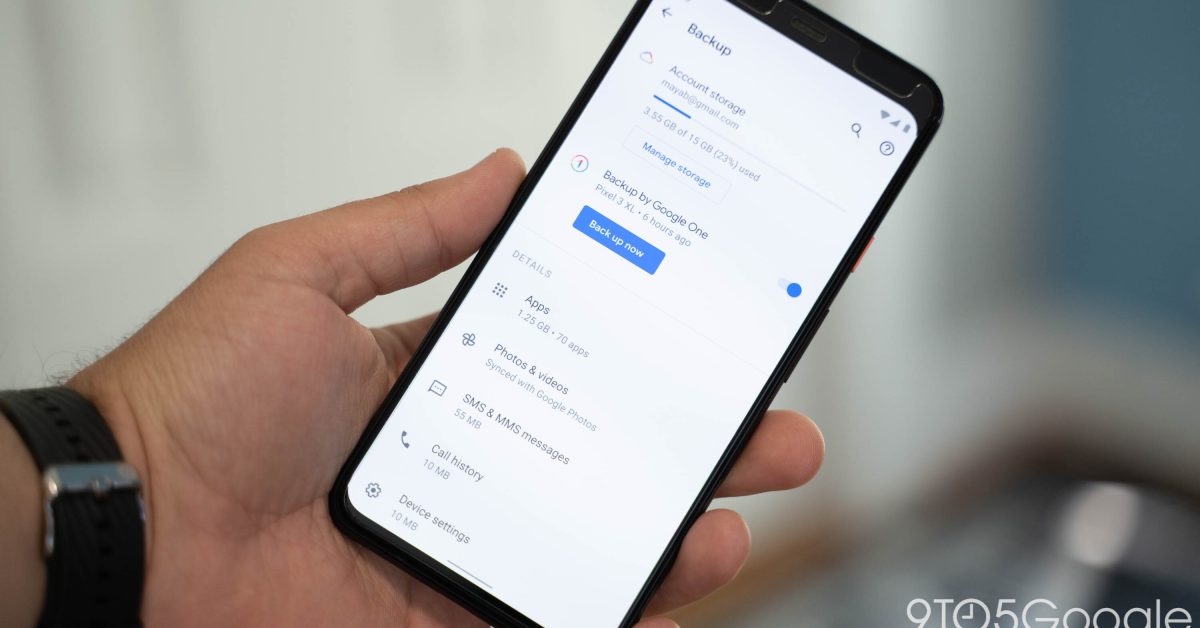 Backup
Account storage
mayab@gmail.com
3.55 GB of 15 GB (23%) used
Manage storage
Backup by Google One
Pixel 3 XL • 6 hours ago
Back up now
DETAILS
Apps
1.25 GB • 70 apps
Photos & videos
Synced with Google Photos
SMS & MMS messages
55 MB
Call history
10 MB
Device settings
10 MB
9TO5Google